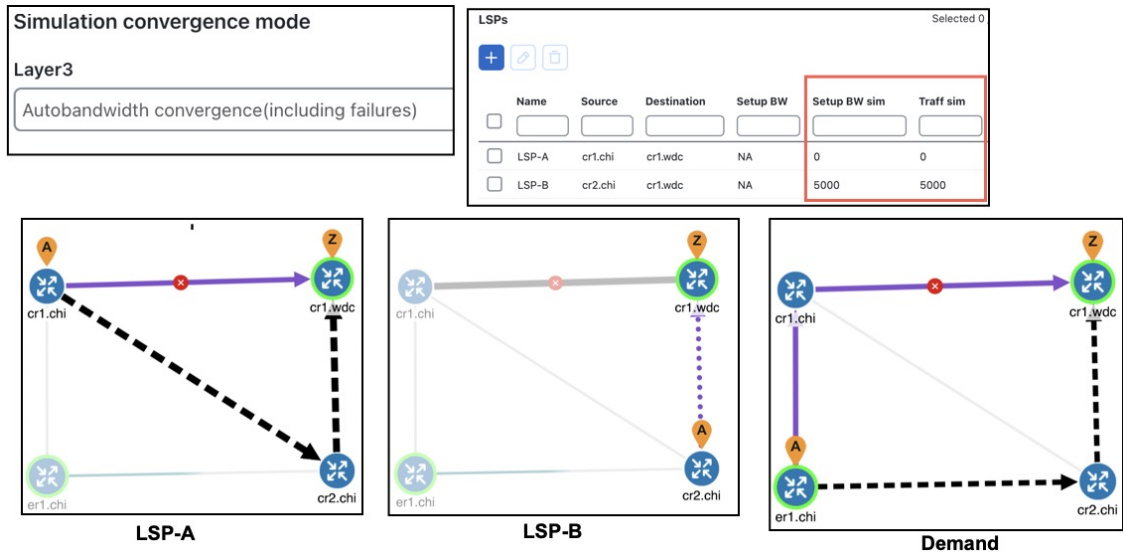 Simulation convergence mode
Layer3
Autobandwidth convergence(including failures)
LSPs
Selected 0
Name Source Destination Setup BW Setup BW sim Traff sim
LSP-A cr1.chi cr1.wdc NA 0 0
LSP-B cr2.chi cr1.wdc NA 5000 5000
A
Z
cr1.chi
cr1.wdc
er1.chi
cr2.chi
LSP-A
Z
cr1.chi
cr1.wdc
A
er1.chi
cr2.chi
LSP-B
Z
cr1.chi
cr1.wdc
A
er1.chi
cr2.chi
Demand